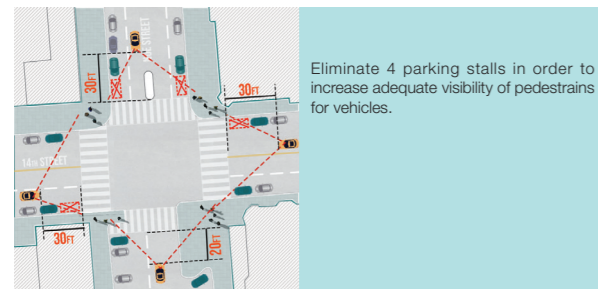 STREET
30FT
30FT
Eliminate 4 parking stalls in order to
increase adequate visibility of pedestrains
for vehicles.
14TH STREET
30FT
20FT